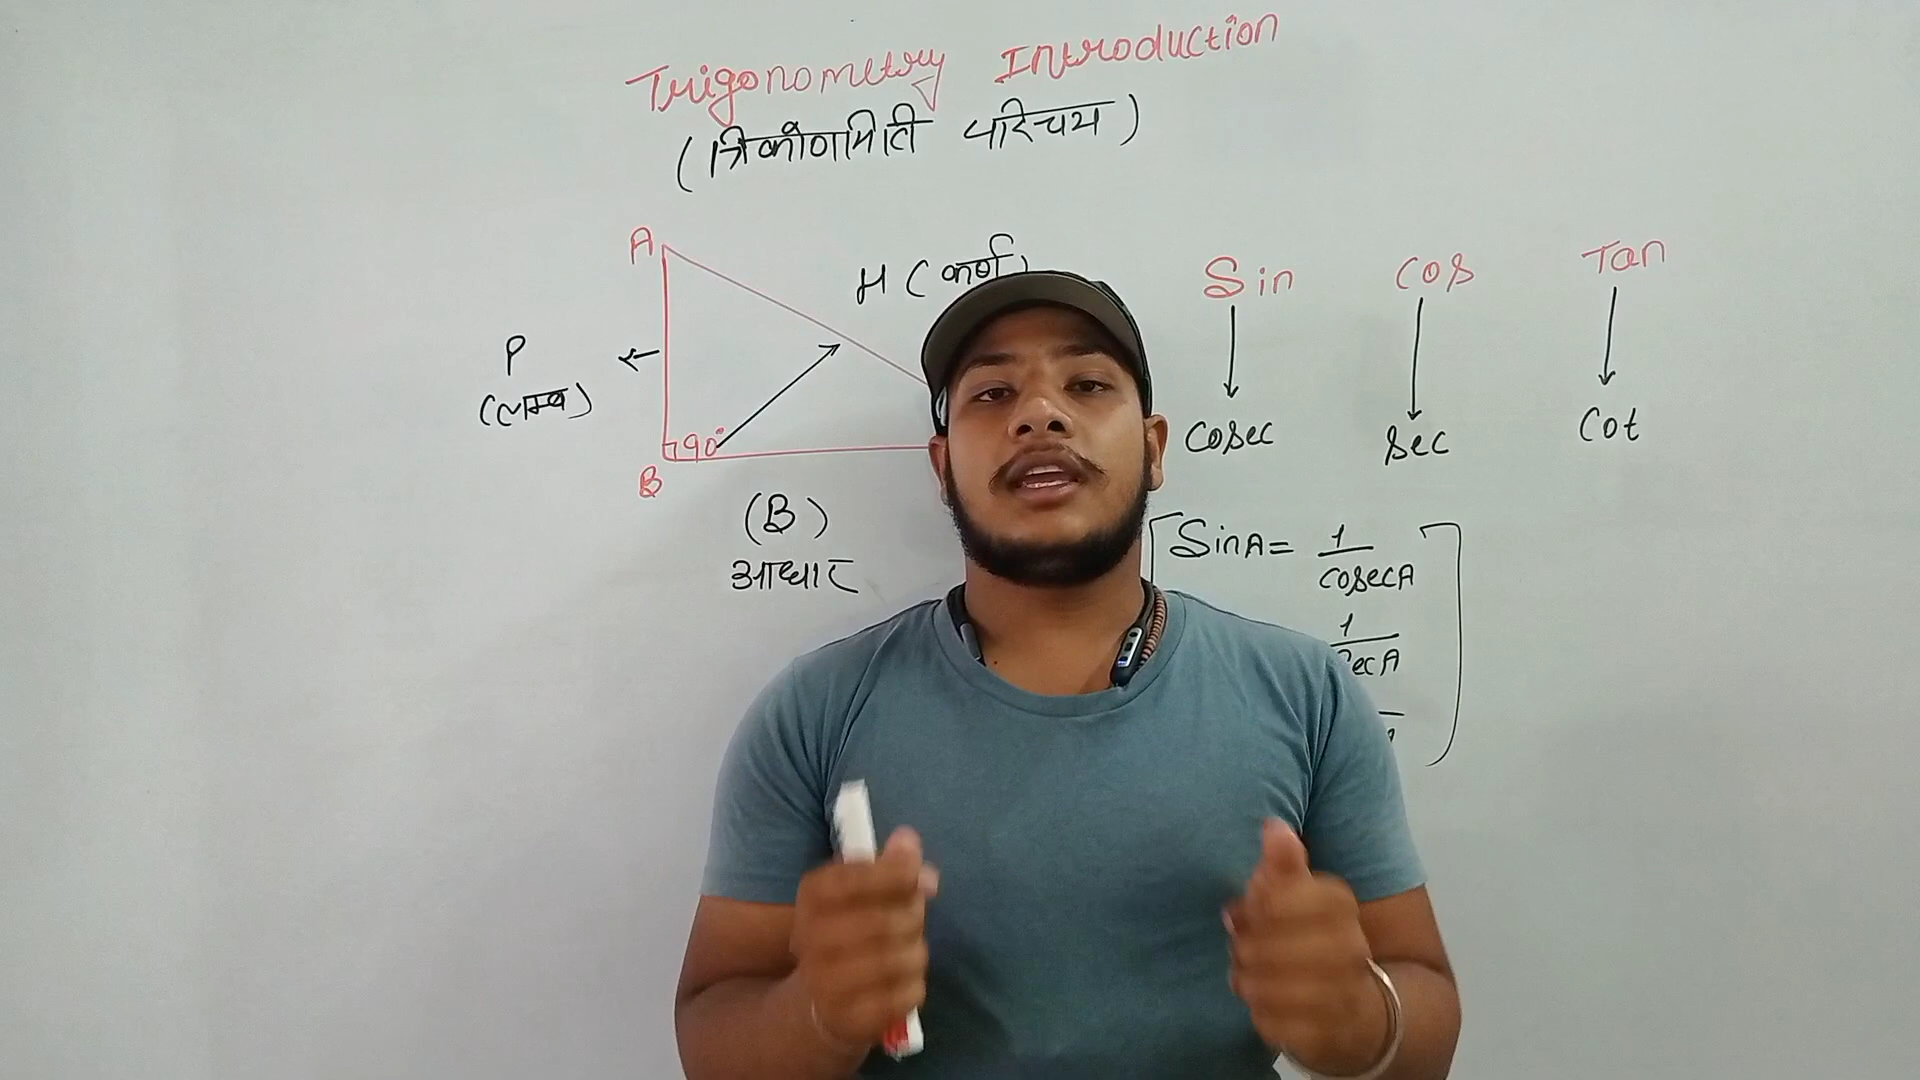 Trigonometry Introduction
(त्रिकोणमिती परिचय)
A
H (कर्ण)
P
(लाम्ब)
90°
B
(B)
आधार
Sin Cos Tan
Cosec Sec Cot
SinA = 1/CosecA
1/SecA